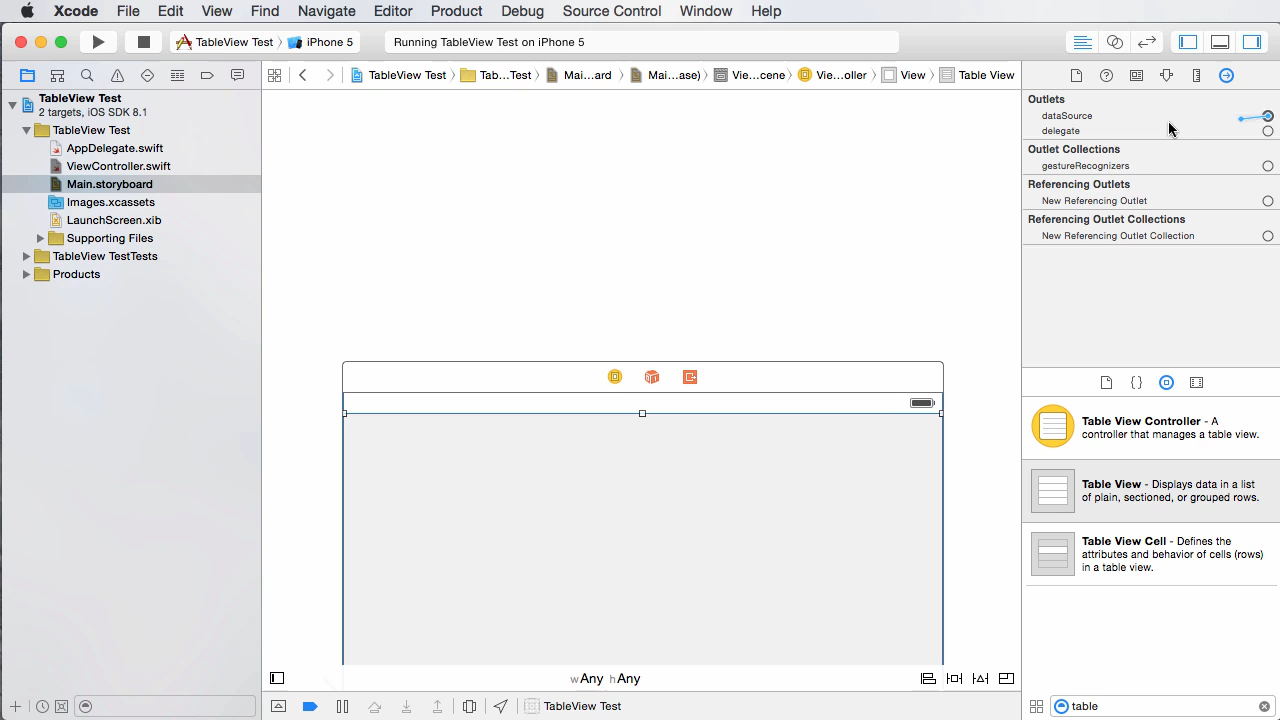 Xcode File Edit View Find Navigate Editor Product Debug Source Control Window Help
TableView Test iPhone 5 Running TableView Test on iPhone 5
TableView Test Tab...Test Mai...ard Mai...ase) Vie...cene Vie...oller View Table View
TableView Test
2 targets, iOS SDK 8.1
TableView Test
AppDelegate.swift
ViewController.swift
Main.storyboard
Images.xcassets
LaunchScreen.xib
Supporting Files
TableView TestTests
Products
Outlets
dataSource
delegate
Outlet Collections
gestureRecognizers
Referencing Outlets
New Referencing Outlet
Referencing Outlet Collections
New Referencing Outlet Collection
Table View Controller - A
controller that manages a table view.
Table View - Displays data in a list
of plain, sectioned, or grouped rows.
Table View Cell - Defines the
attributes and behavior of cells (rows)
in a table view.
wAny hAny
TableView Test
table